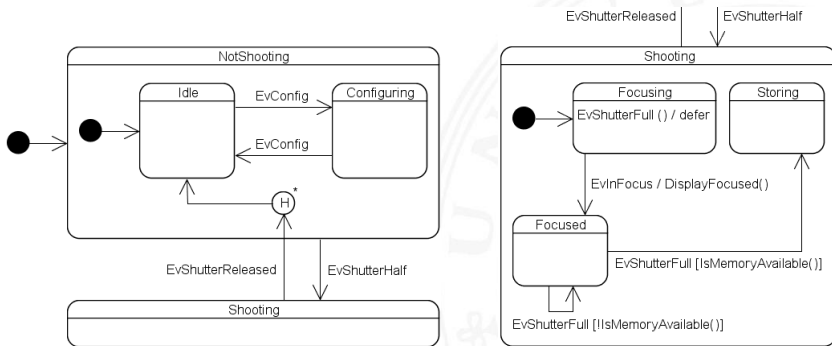 NotShooting
Idle
Configuring
EvConfig
EvConfig
H
*
EvShutterReleased
EvShutterHalf
Shooting
EvShutterReleased
EvShutterHalf
Shooting
Focusing
EvShutterFull ( ) / defer
Storing
EvInFocus / DisplayFocused( )
Focused
EvShutterFull [IsMemoryAvailable( )]
EvShutterFull [!IsMemoryAvailable( )]